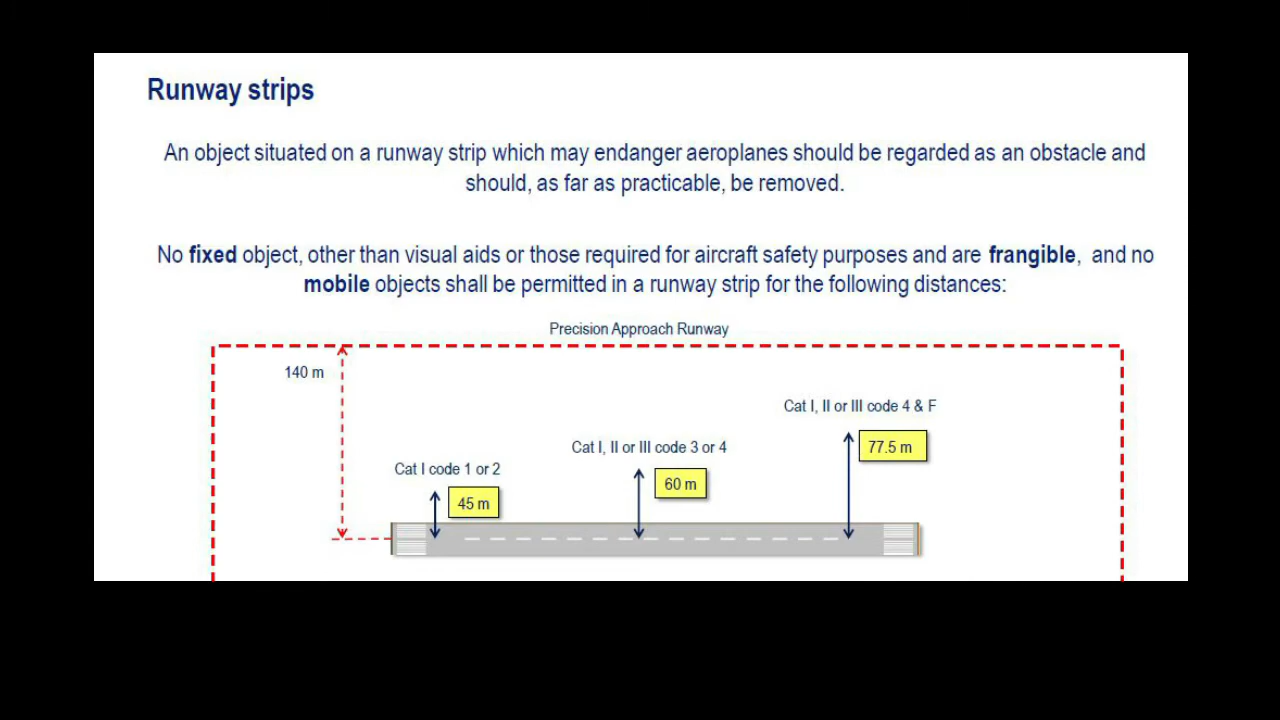 Runway strips
An object situated on a runway strip which may endanger aeroplanes should be regarded as an obstacle and
should, as far as practicable, be removed.
No fixed object, other than visual aids or those required for aircraft safety purposes and are frangible, and no
mobile objects shall be permitted in a runway strip for the following distances:
Precision Approach Runway
140 m
Cat I, II or III code 4 & F
77.5 m
Cat I, II or III code 3 or 4
60 m
Cat I code 1 or 2
45 m